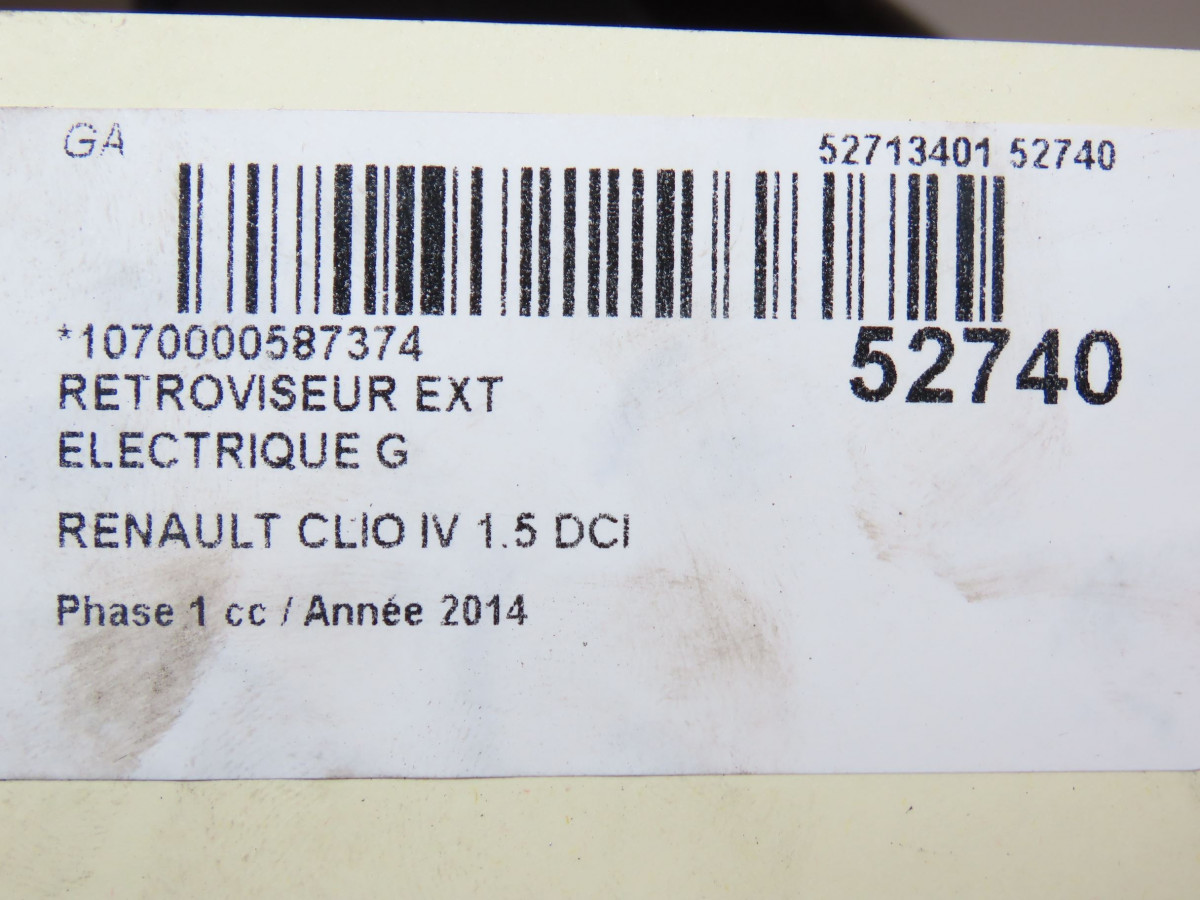 GA
52713401 52740
*1070000587374
52740
RETROVISEUR EXT
ELECTRIQUE G
RENAULT CLIO IV 1.5 DCI
Phase 1 cc / Année 2014